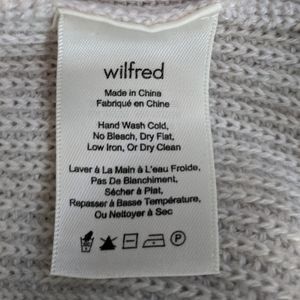 wilfred
Made in China
Fabriqué en Chine
Hand Wash Cold,
No Bleach, Dry Flat,
Low Iron, Or Dry Clean
Laver à La Main à L'eau Froide,
Pas De Blanchiment,
Sécher à Plat,
Repasser à Basse Température,
Ou Nettoyer à Sec
P